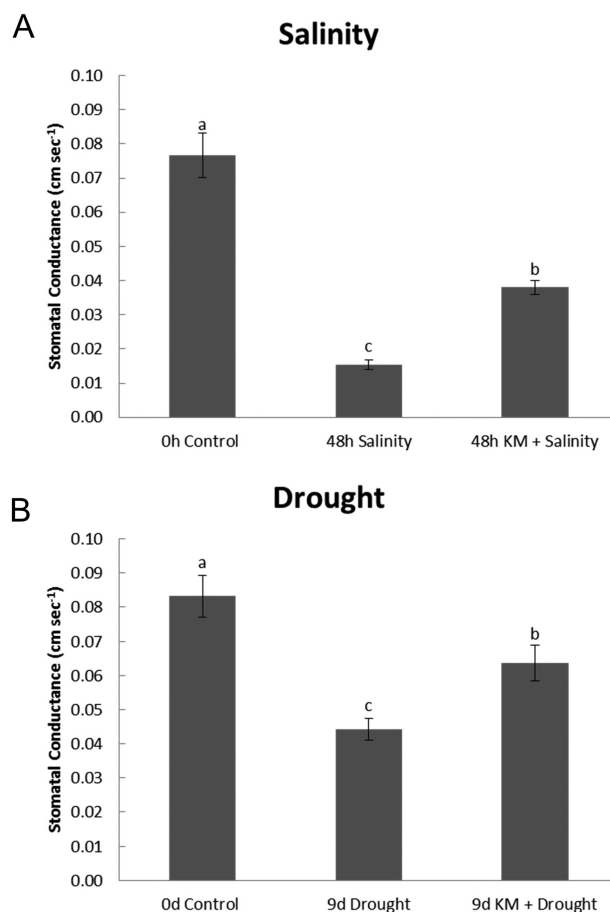 A
Salinity
Stomatal Conductance (cm sec⁻¹)
0.10
0.09
0.08
0.07
0.06
0.05
0.04
0.03
0.02
0.01
0.00
a
c
b
0h Control
48h Salinity
48h KM + Salinity
B
Drought
Stomatal Conductance (cm sec⁻¹)
0.10
0.09
0.08
0.07
0.06
0.05
0.04
0.03
0.02
0.01
0.00
a
c
b
0d Control
9d Drought
9d KM + Drought